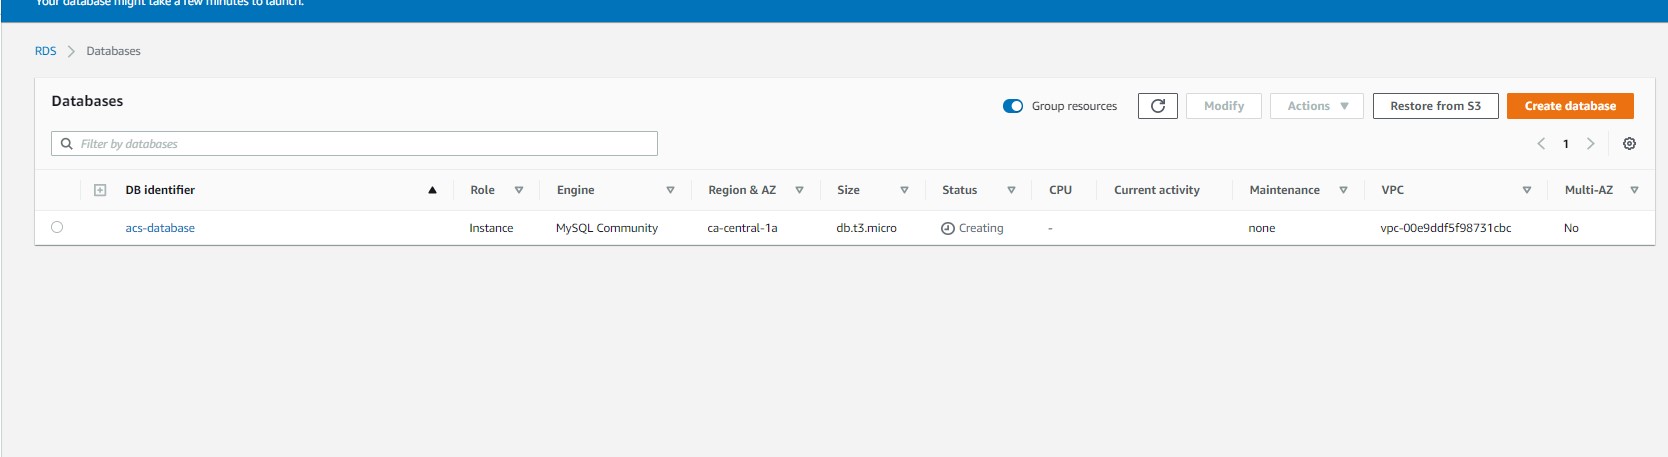 Your database might take a few minutes to launch.
RDS > Databases
Databases
Group resources
Modify
Actions
Restore from S3
Create database
Filter by databases
1
DB identifier Role Engine Region & AZ Size Status CPU Current activity Maintenance VPC Multi-AZ
acs-database Instance MySQL Community ca-central-1a db.t3.micro Creating - none vpc-00e9ddf5f98731cbc No